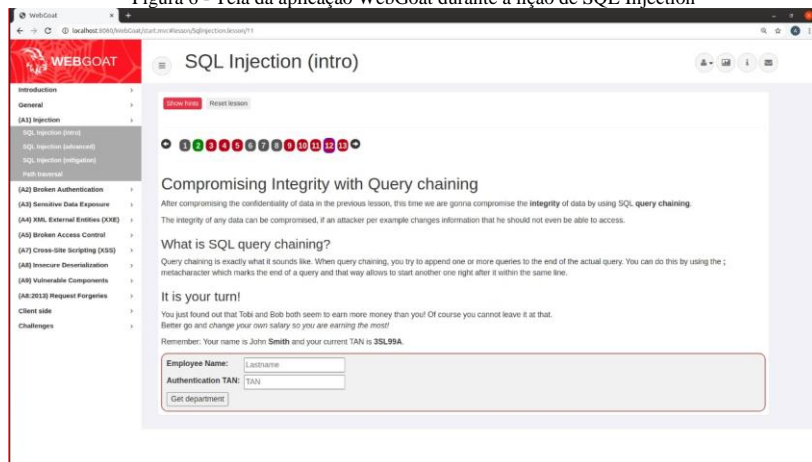 Figura 6 - Tela da aplicação WebGoat durante a lição de SQL Injection
WebGoat
localhost:8080/WebGoat/start.mvc#lesson/SqlInjection.lesson/11
WEBGOAT
SQL Injection (intro)
Introduction
General
(A1) Injection
SQL Injection (intro)
SQL Injection (advanced)
SQL Injection (mitigation)
Path traversal
(A2) Broken Authentication
(A3) Sensitive Data Exposure
(A4) XML External Entities (XXE)
(A5) Broken Access Control
(A7) Cross-Site Scripting (XSS)
(A8) Insecure Deserialization
(A9) Vulnerable Components
(A8:2013) Request Forgeries
Client side
Challenges
Show hints Reset lesson
1 2 3 4 5 6 7 8 9 10 11 12 13
Compromising Integrity with Query chaining
After compromising the confidentiality of data in the previous lesson, this time we are gonna compromise the integrity of data by using SQL query chaining.
The integrity of any data can be compromised, if an attacker per example changes information that he should not even be able to access.
What is SQL query chaining?
Query chaining is exactly what it sounds like. When query chaining, you try to append one or more queries to the end of the actual query. You can do this by using the ;
metacharacter which marks the end of a query and that way allows to start another one right after it within the same line.
It is your turn!
You just found out that Tobi and Bob both seem to earn more money than you! Of course you cannot leave it at that.
Better go and change your own salary so you are earning the most!
Remember: Your name is John Smith and your current TAN is 3SL99A.
Employee Name: Lastname
Authentication TAN: TAN
Get department